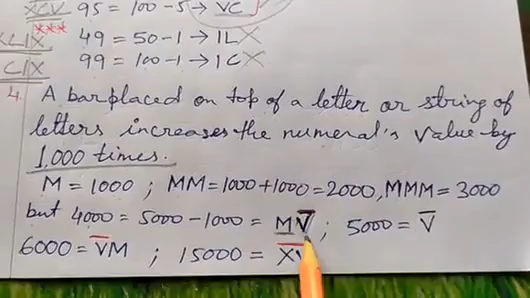 XCV 95 = 100 - 5 → VC
*** 49 = 50 - 1 → IL X
XLIX
99 = 100 - 1 → IC X
CIX
4. A bar placed on top of a letter or string of
letters increases the numeral's value by
1,000 times.
M = 1000 ; MM = 1000 + 1000 = 2000, MMM = 3000
but 4000 = 5000 - 1000 = MV̅ ; 5000 = V̅
6000 = V̅M ; 15000 = X̅V̅